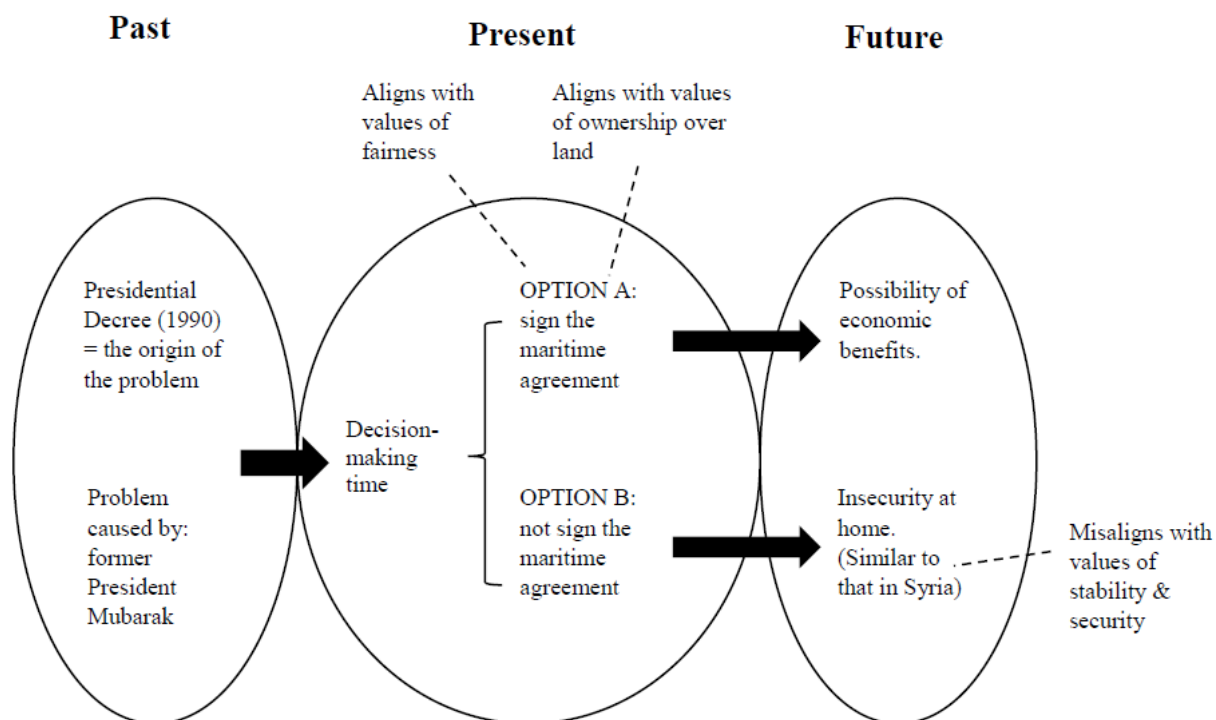 Past
Present
Future
Aligns with
values of
fairness
Aligns with values
of ownership over
land
Presidential
Decree (1990)
= the origin of
the problem
Problem
caused by:
former
President
Mubarak
Decision-
making
time
OPTION A:
sign the
maritime
agreement
OPTION B:
not sign the
maritime
agreement
Possibility of
economic
benefits.
Insecurity at
home.
(Similar to
that in Syria)
Misaligns with
values of
stability &
security